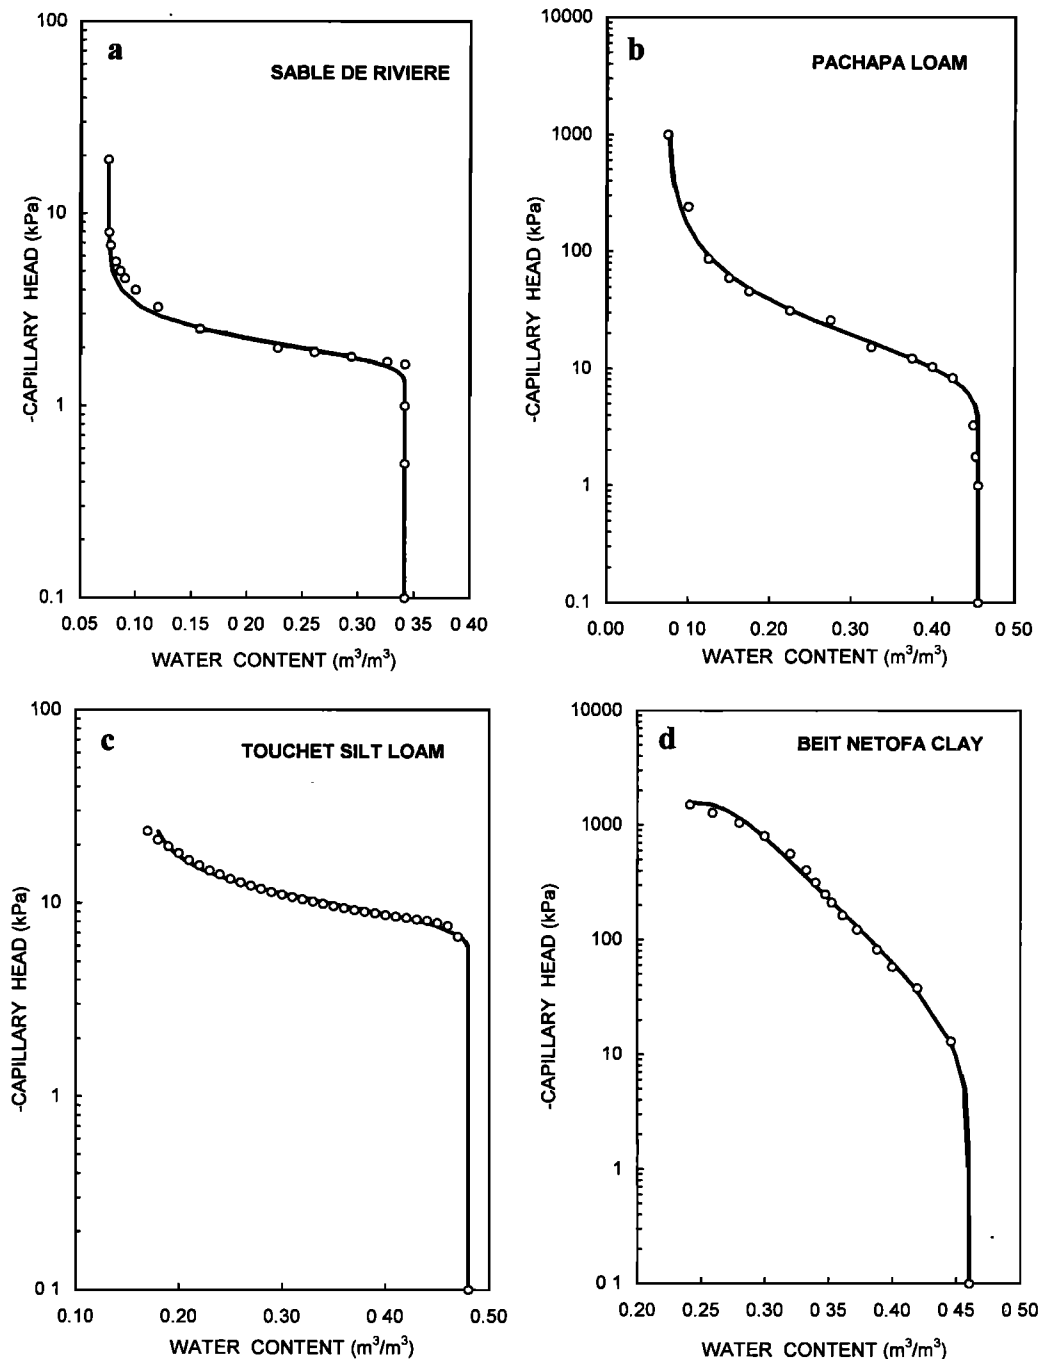 100
a
SABLE DE RIVIERE
10
1
0.1
-CAPILLARY HEAD (kPa)
0.05 0.10 0.15 0 20 0.25 0.30 0 35 0 40
WATER CONTENT (m³/m³)
10000
b
PACHAPA LOAM
1000
100
10
1
0.1
-CAPILLARY HEAD (kPa)
0.00 0 10 0.20 0.30 0.40 0 50
WATER CONTENT (m³/m³)
100
c
TOUCHET SILT LOAM
10
1
0 1
-CAPILLARY HEAD (kPa)
0.10 0.20 0.30 0 40 0.50
WATER CONTENT (m³/m³)
10000
d
BEIT NETOFA CLAY
1000
100
10
1
0 1
-CAPILLARY HEAD (kPa)
0.20 0.25 0.30 0.35 0.40 0 45 0 50
WATER CONTENT (m³/m³)